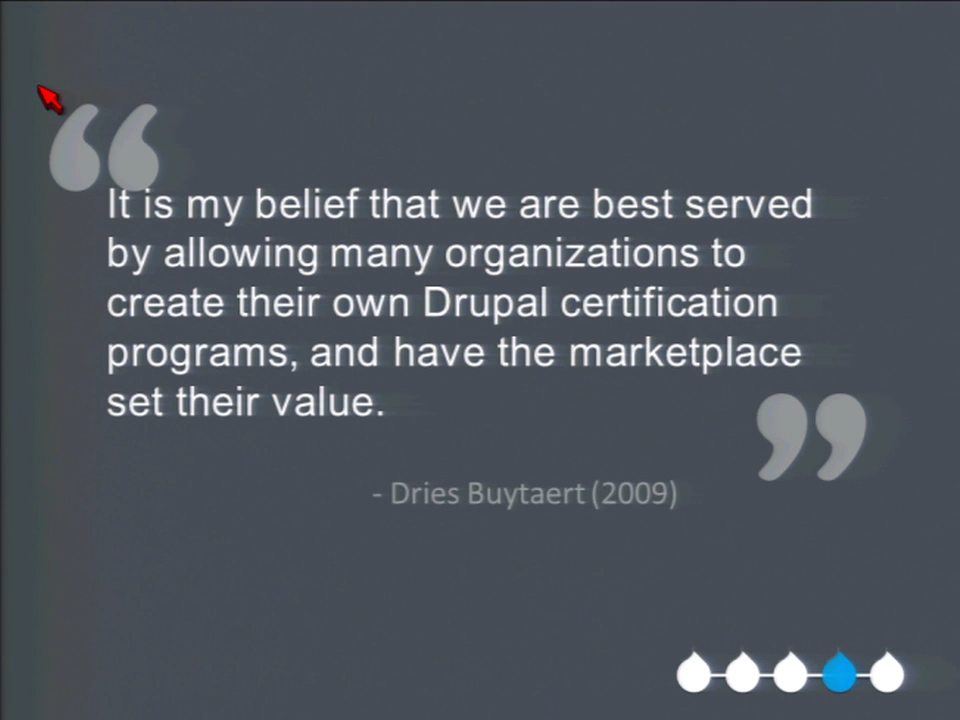 “
It is my belief that we are best served
by allowing many organizations to
create their own Drupal certification
programs, and have the marketplace
set their value.
”
- Dries Buytaert (2009)